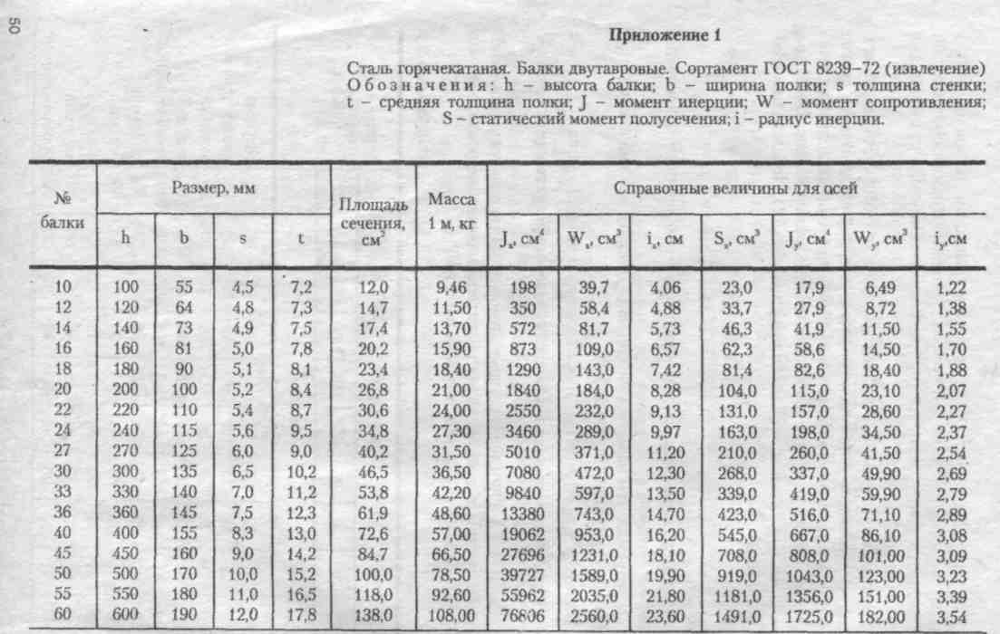 50
Приложение 1
Сталь горячекатаная. Балки двутавровые. Сортамент ГОСТ 8239–72 (извлечение)
Обозначения: h – высота балки; b – ширина полки; s толщина стенки;
t – средняя толщина полки; J – момент инерции; W – момент сопротивления;
S – статический момент полусечения; i – радиус инерции.
№ балки Размер, мм Площадь сечения, см² Масса 1 м, кг Справочные величины для осей
h b s t Jx, см⁴ Wx, см³ ix, см Sx, см³ Jy, см⁴ Wy, см³ iy,см
10 100 55 4,5 7,2 12,0 9,46 198 39,7 4,06 23,0 17,9 6,49 1,22
12 120 64 4,8 7,3 14,7 11,50 350 58,4 4,88 33,7 27,9 8,72 1,38
14 140 73 4,9 7,5 17,4 13,70 572 81,7 5,73 46,3 41,9 11,50 1,55
16 160 81 5,0 7,8 20,2 15,90 873 109,0 6,57 62,3 58,6 14,50 1,70
18 180 90 5,1 8,1 23,4 18,40 1290 143,0 7,42 81,4 82,6 18,40 1,88
20 200 100 5,2 8,4 26,8 21,00 1840 184,0 8,28 104,0 115,0 23,10 2,07
22 220 110 5,4 8,7 30,6 24,00 2550 232,0 9,13 131,0 157,0 28,60 2,27
24 240 115 5,6 9,5 34,8 27,30 3460 289,0 9,97 163,0 198,0 34,50 2,37
27 270 125 6,0 9,0 40,2 31,50 5010 371,0 11,20 210,0 260,0 41,50 2,54
30 300 135 6,5 10,2 46,5 36,50 7080 472,0 12,30 268,0 337,0 49,90 2,69
33 330 140 7,0 11,2 53,8 42,20 9840 597,0 13,50 339,0 419,0 59,90 2,79
36 360 145 7,5 12,3 61,9 48,60 13380 743,0 14,70 423,0 516,0 71,10 2,89
40 400 155 8,3 13,0 72,6 57,00 19062 953,0 16,20 545,0 667,0 86,10 3,08
45 450 160 9,0 14,2 84,7 66,50 27696 1231,0 18,10 708,0 808,0 101,00 3,09
50 500 170 10,0 15,2 100,0 78,50 39727 1589,0 19,90 919,0 1043,0 123,00 3,23
55 550 180 11,0 16,5 118,0 92,60 55962 2035,0 21,80 1181,0 1356,0 151,00 3,39
60 600 190 12,0 17,8 138,0 108,00 76806 2560,0 23,60 1491,0 1725,0 182,00 3,54